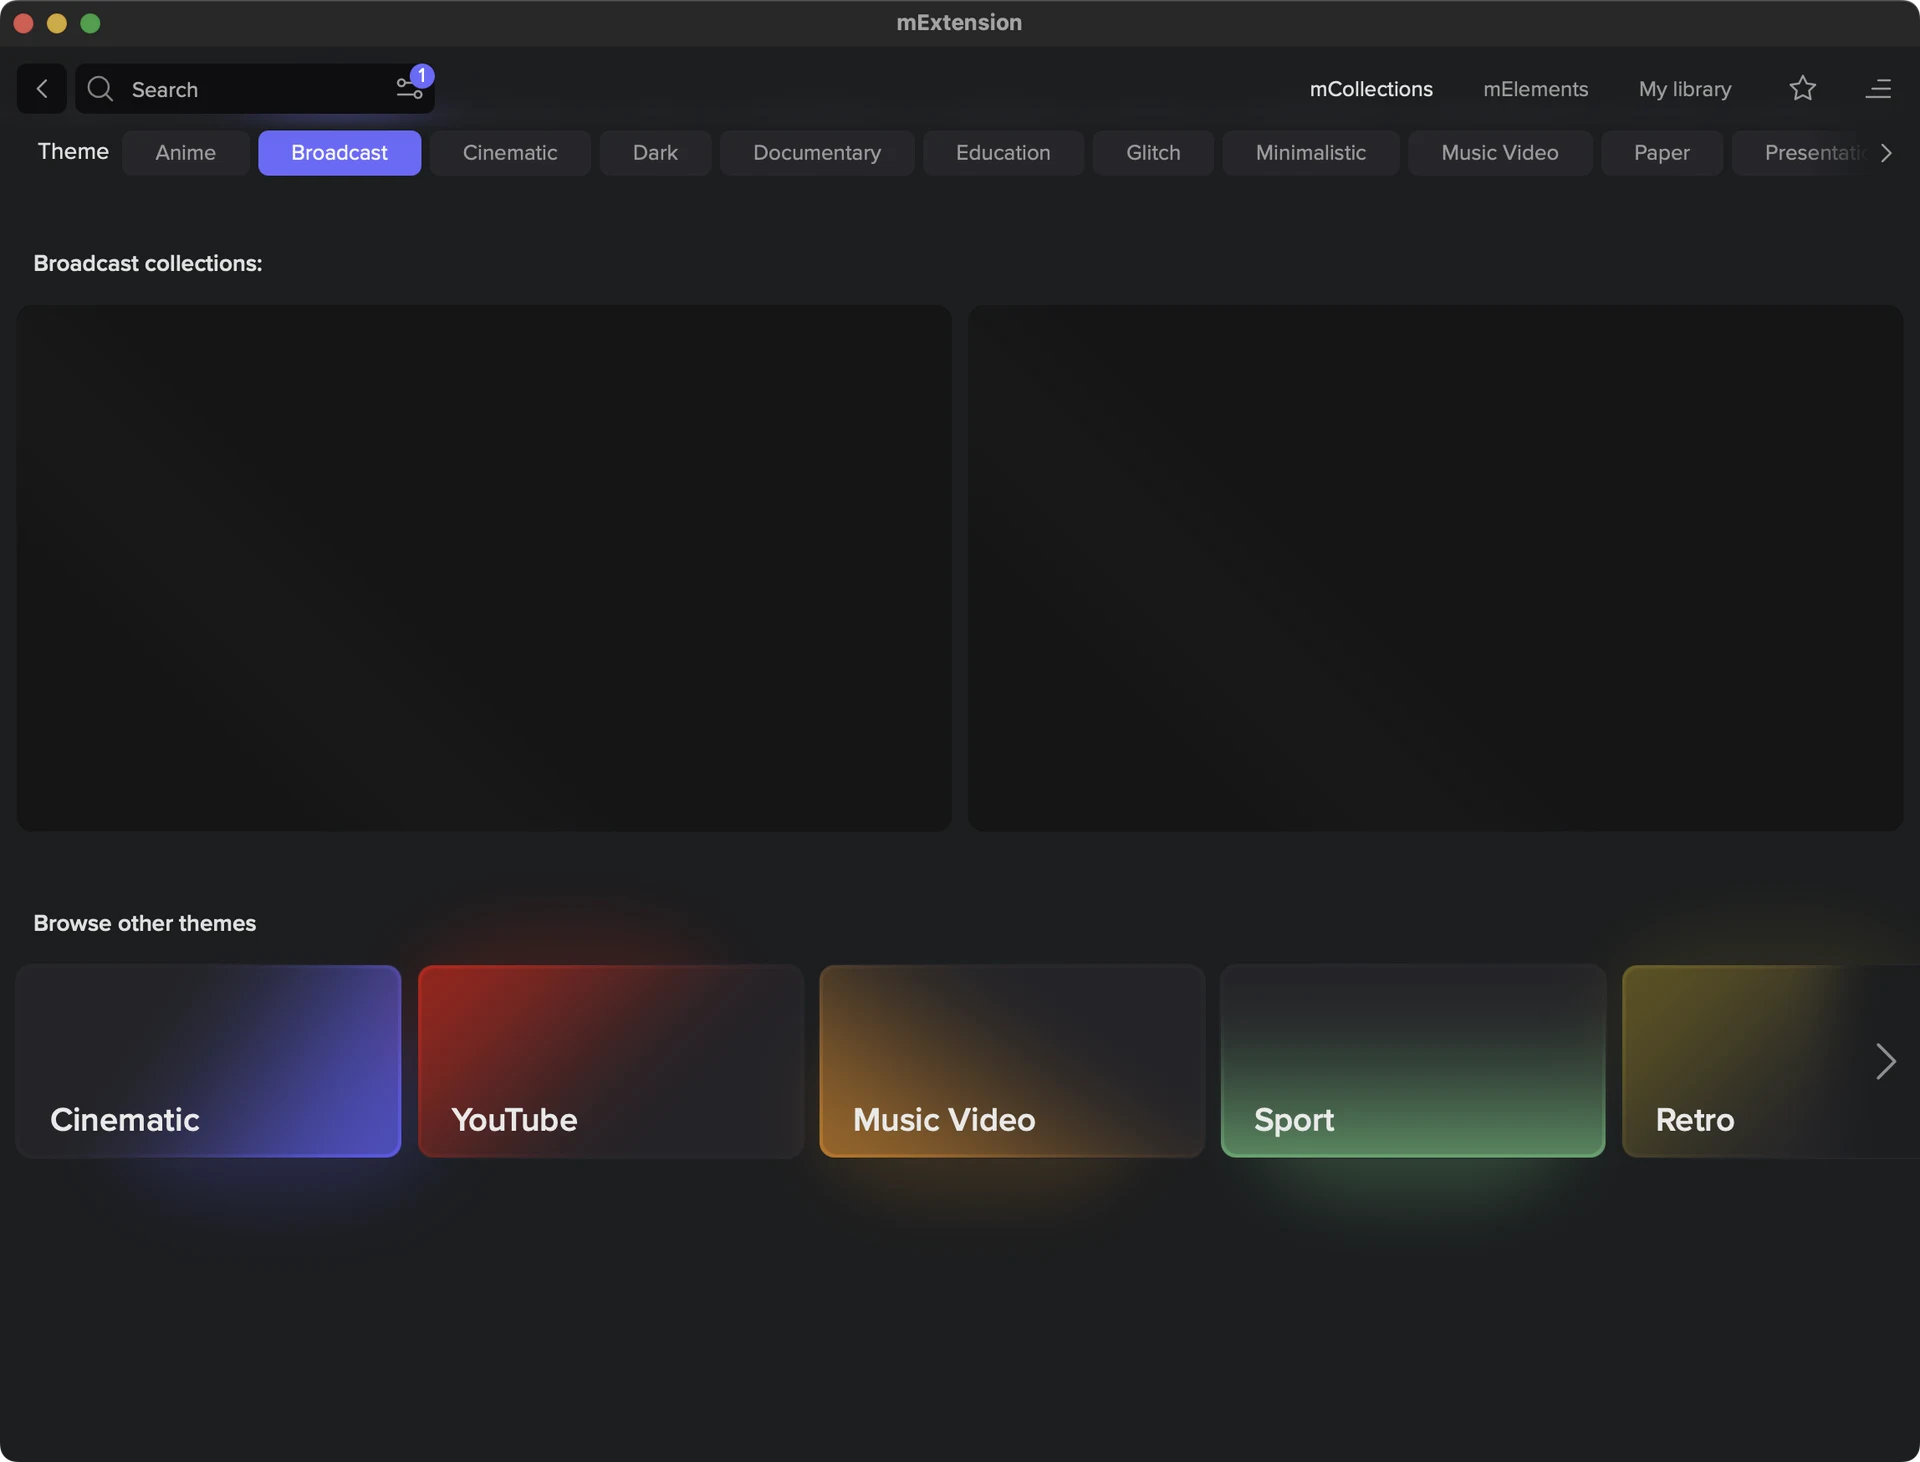 mExtension
Search
1
mCollections
mElements
My library
Theme
Anime
Broadcast
Cinematic
Dark
Documentary
Education
Glitch
Minimalistic
Music Video
Paper
Presentati
Broadcast collections:
Browse other themes
Cinematic
YouTube
Music Video
Sport
Retro